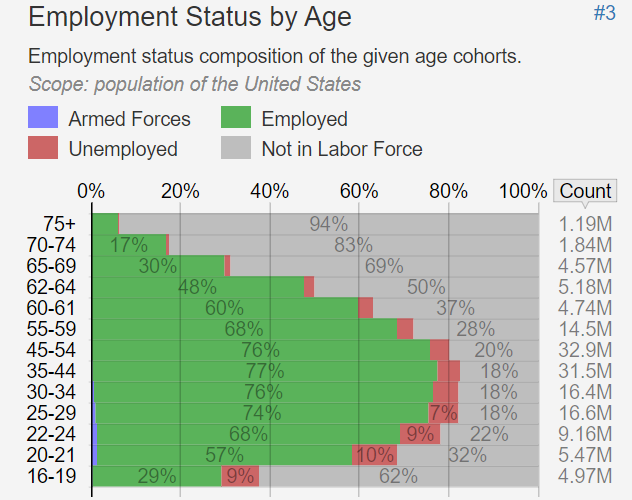 Employment Status by Age #3
Employment status composition of the given age cohorts.
Scope: population of the United States
Armed Forces Employed
Unemployed Not in Labor Force
0% 20% 40% 60% 80% 100% Count
75+ 94% 1.19M
70-74 17% 83% 1.84M
65-69 30% 69% 4.57M
62-64 48% 50% 5.18M
60-61 60% 37% 4.74M
55-59 68% 28% 14.5M
45-54 76% 20% 32.9M
35-44 77% 18% 31.5M
30-34 76% 18% 16.4M
25-29 74% 7% 18% 16.6M
22-24 68% 9% 22% 9.16M
20-21 57% 10% 32% 5.47M
16-19 29% 9% 62% 4.97M